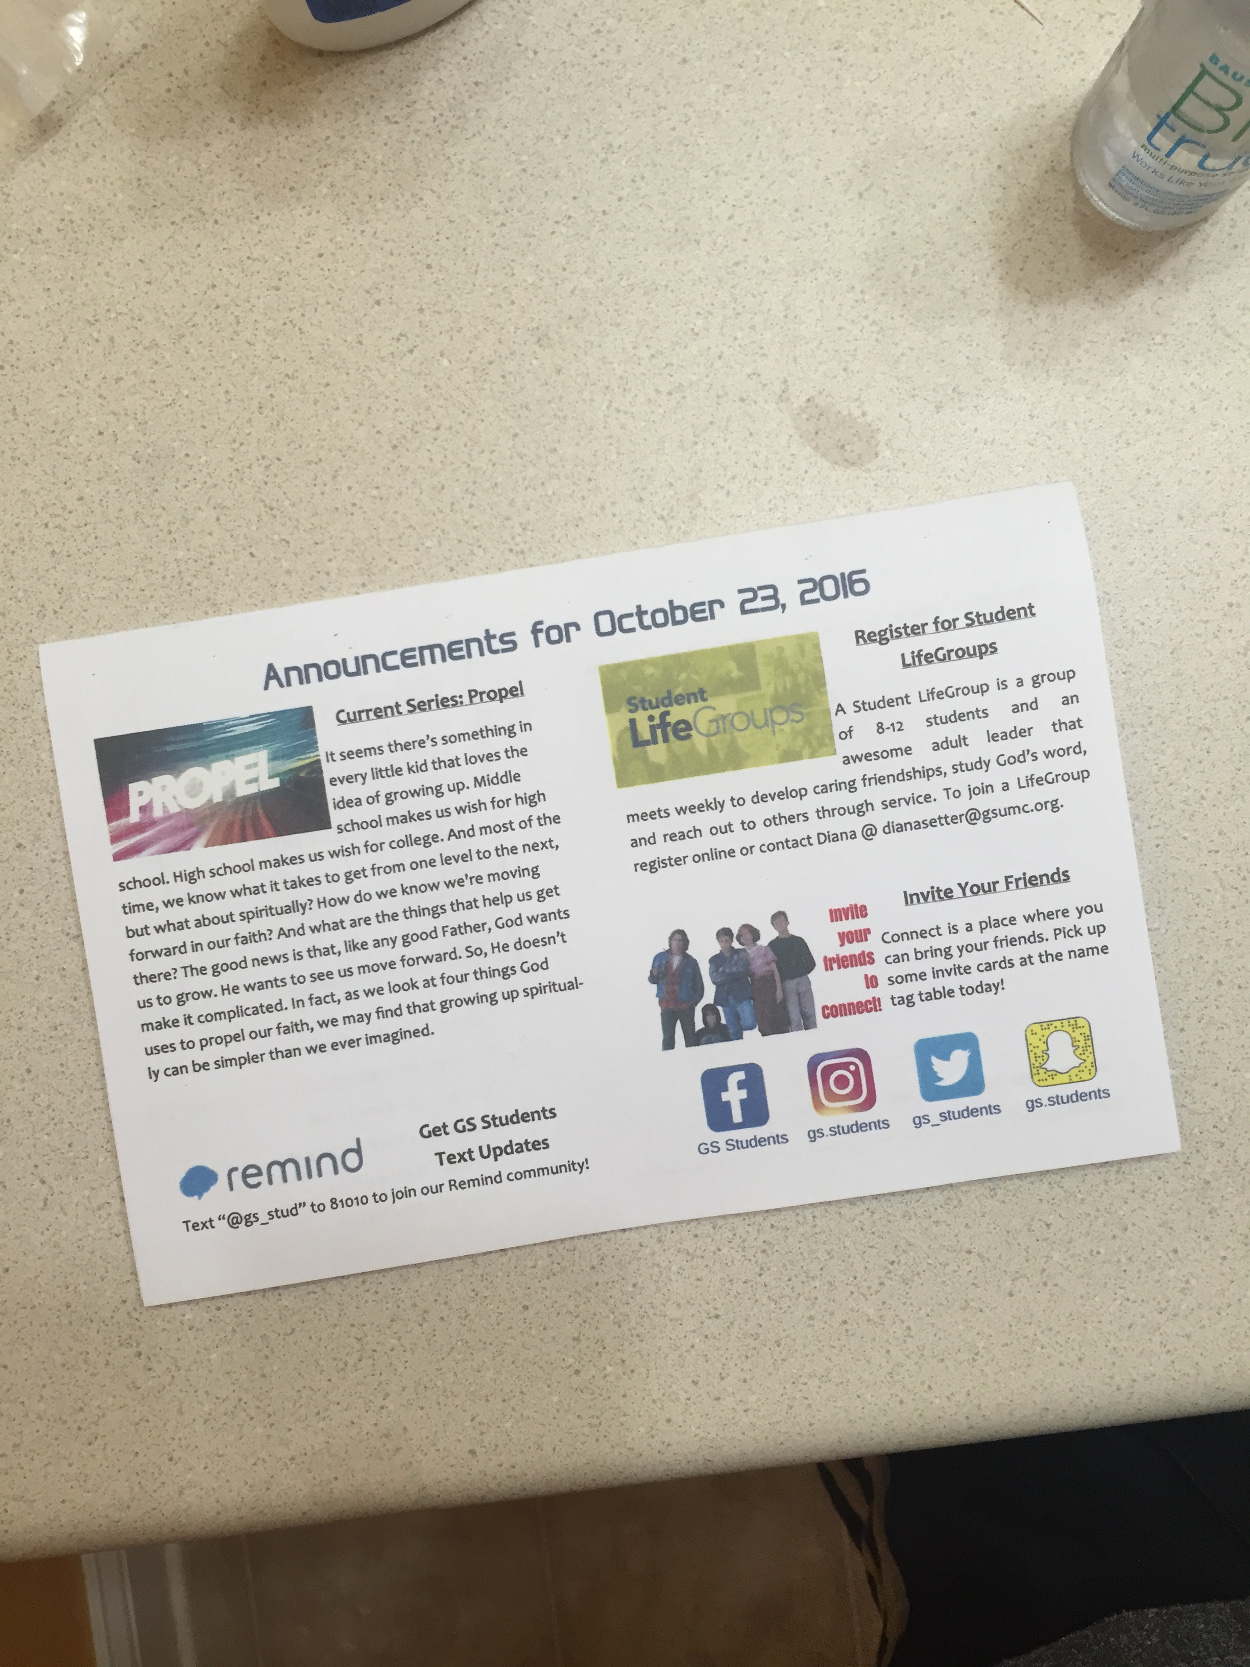 BAU
multi-purpose
Works Like
Announcements for October 23, 2016
PROPEL
Current Series: Propel
It seems there's something in
every little kid that loves the
idea of growing up. Middle
school makes us wish for high
school. High school makes us wish for college. And most of the
time, we know what it takes to get from one level to the next,
but what about spiritually? How do we know we're moving
forward in our faith? And what are the things that help us get
there? The good news is that, like any good Father, God wants
us to grow. He wants to see us move forward. So, He doesn't
make it complicated. In fact, as we look at four things God
uses to propel our faith, we may find that growing up spiritual-
ly can be simpler than we ever imagined.
remind
Get GS Students
Text Updates
Text “@gs_stud” to 81010 to join our Remind community!
Student
LifeGroups
Register for Student
LifeGroups
A Student LifeGroup is a group
of 8-12 students and an
awesome adult leader that
meets weekly to develop caring friendships, study God's word,
and reach out to others through service. To join a LifeGroup
register online or contact Diana @ dianasetter@gsumc.org.
Invite
your
friends
to
connect!
Invite Your Friends
Connect is a place where you
can bring your friends. Pick up
some invite cards at the name
tag table today!
GS Students
gs.students
gs_students
gs.students